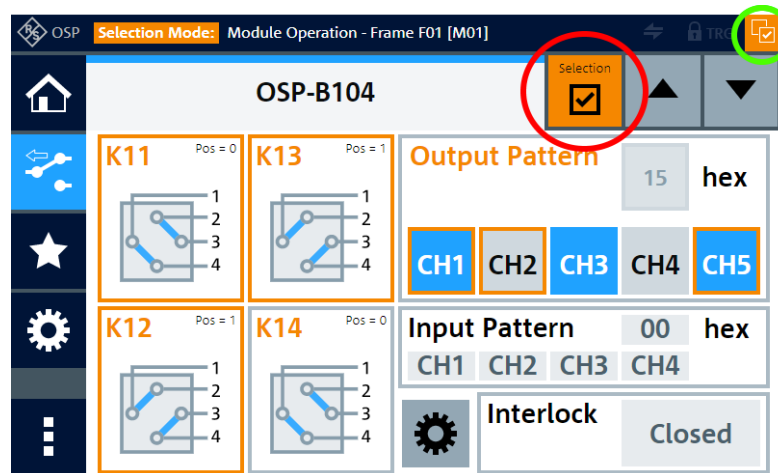 R&S OSP Selection Mode: Module Operation - Frame F01 [M01] TRG
OSP-B104
Selection
K11 Pos = 0
1
2
3
4
K13 Pos = 1
1
2
3
4
Output Pattern
15 hex
CH1 CH2 CH3 CH4 CH5
K12 Pos = 1
1
2
3
4
K14 Pos = 0
1
2
3
4
Input Pattern 00 hex
CH1 CH2 CH3 CH4
Interlock
Closed